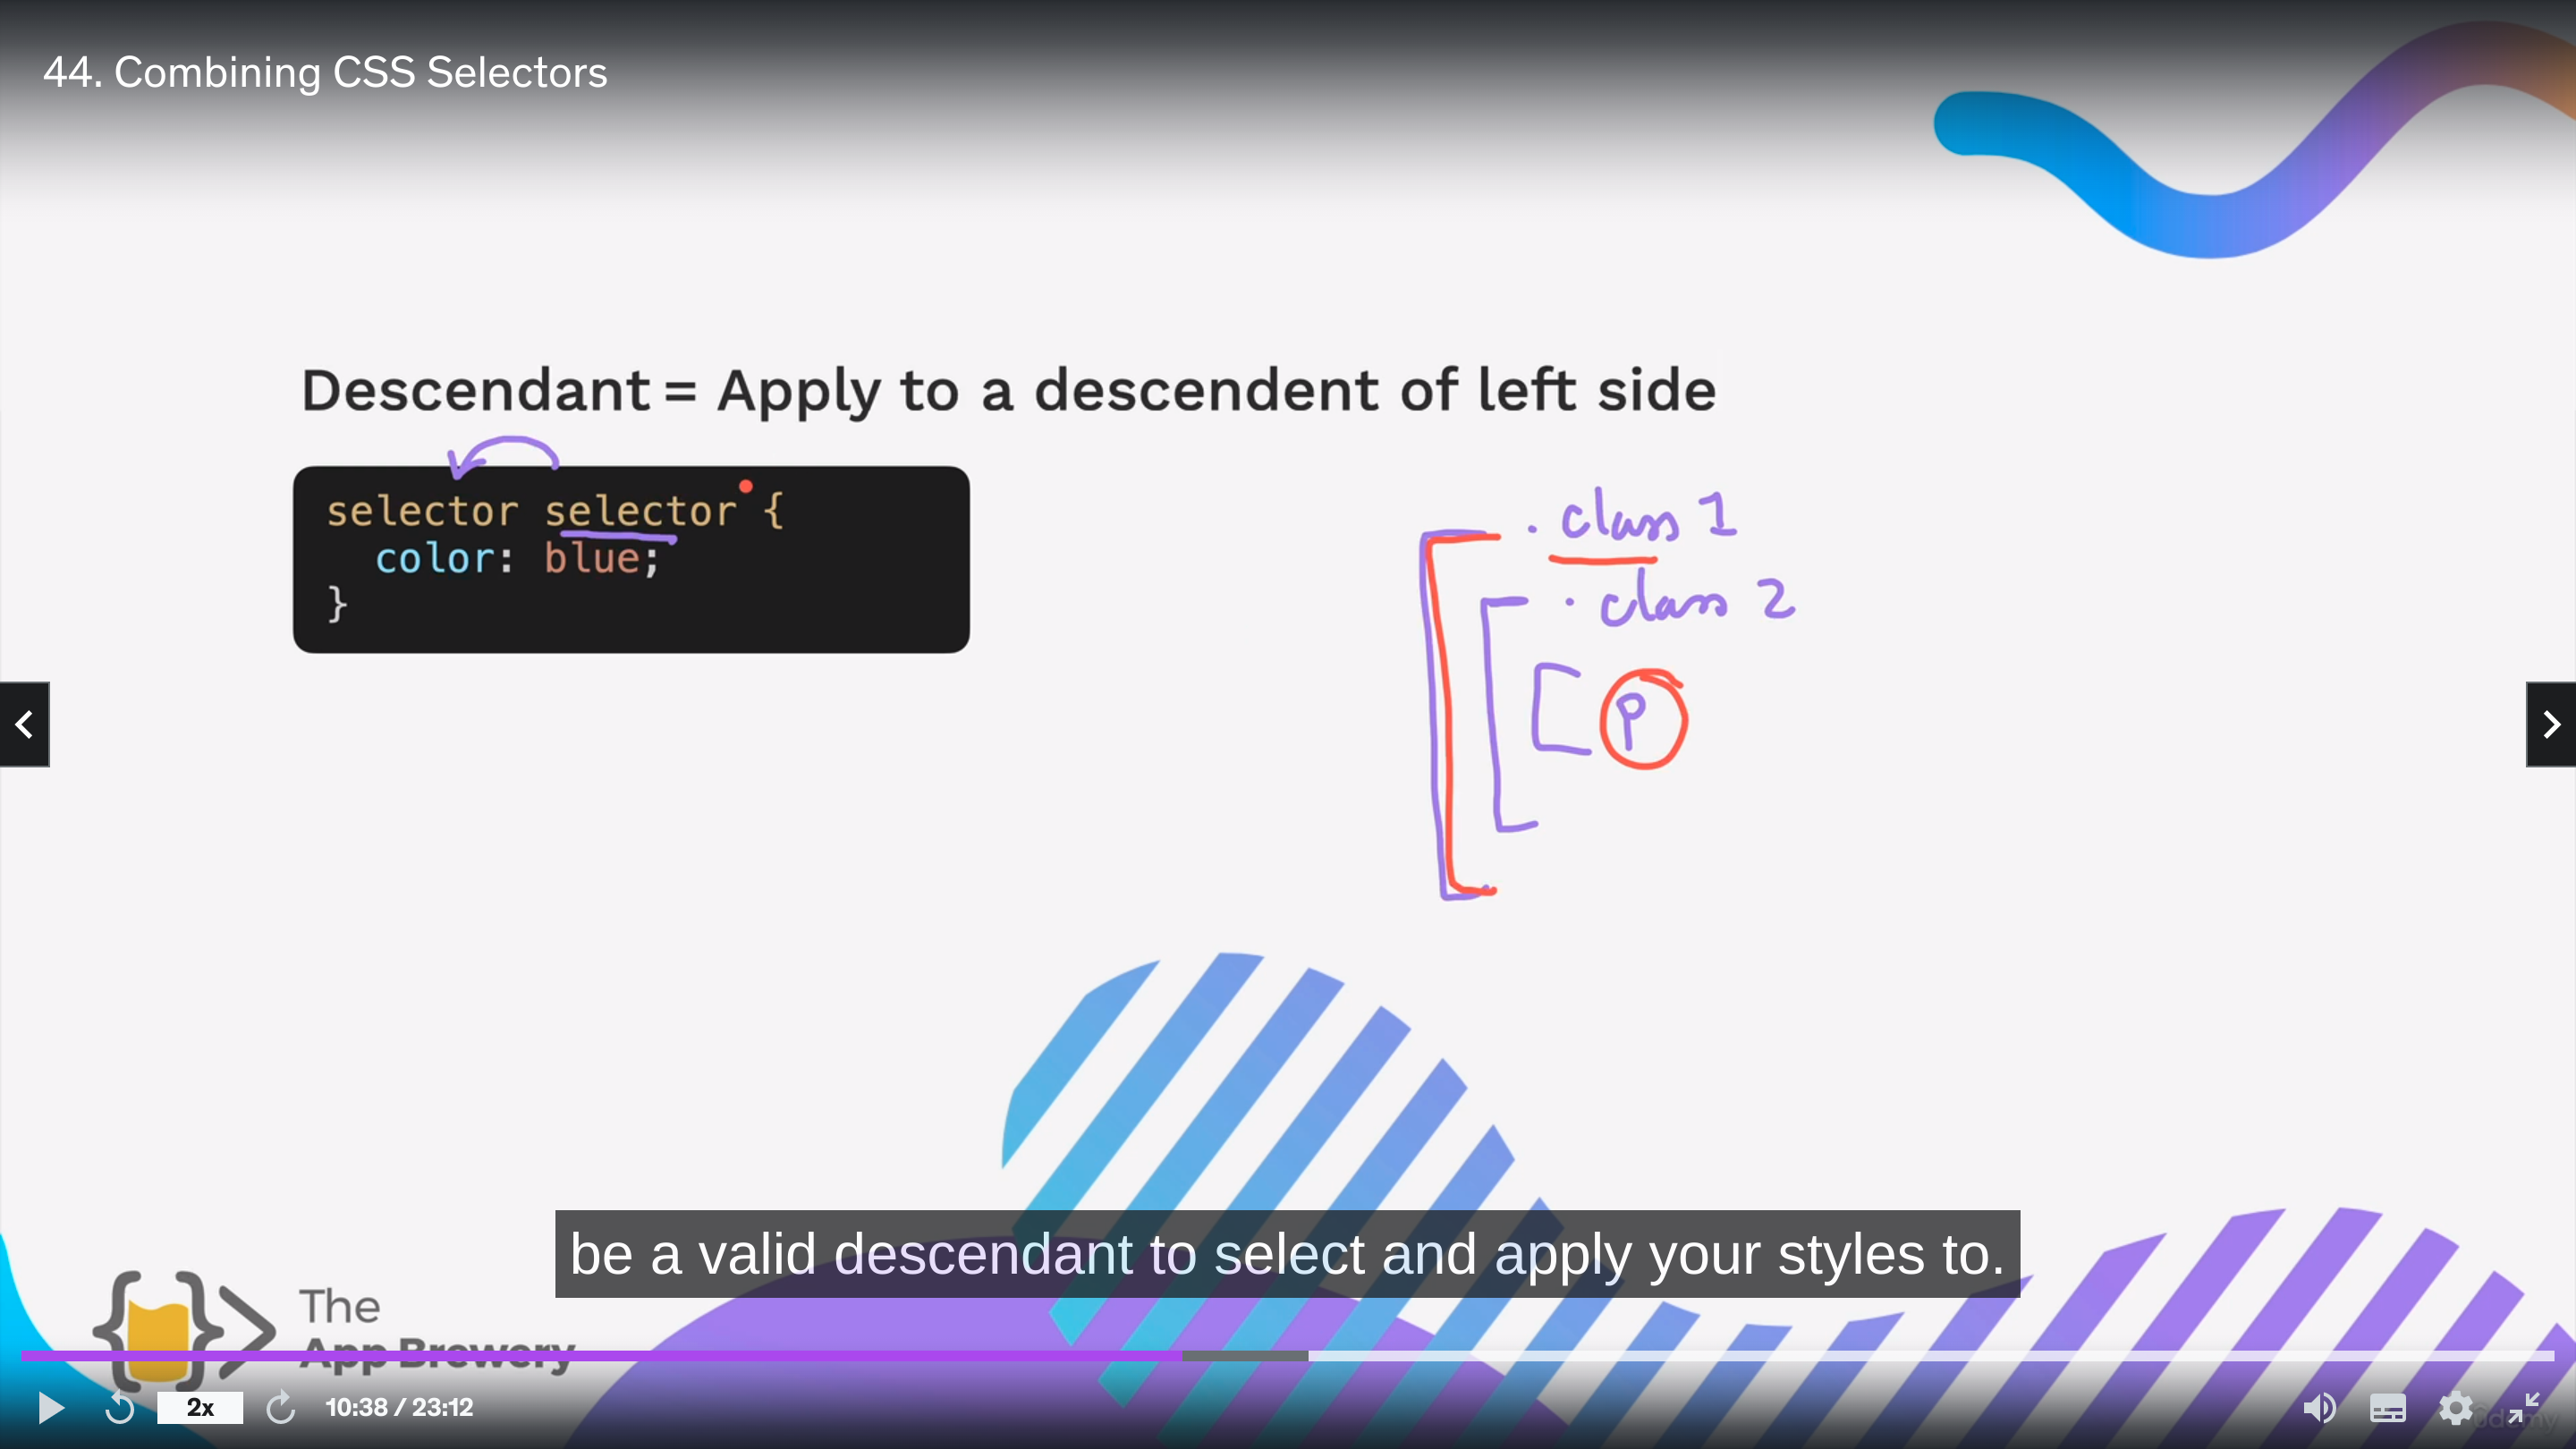 44. Combining CSS Selectors
Descendant = Apply to a descendent of left side
selector selector {
color: blue;
}
. class 1
. class 2
p
be a valid descendant to select and apply your styles to.
The
App Brewery
2x
10:38 / 23:12
ûdemy